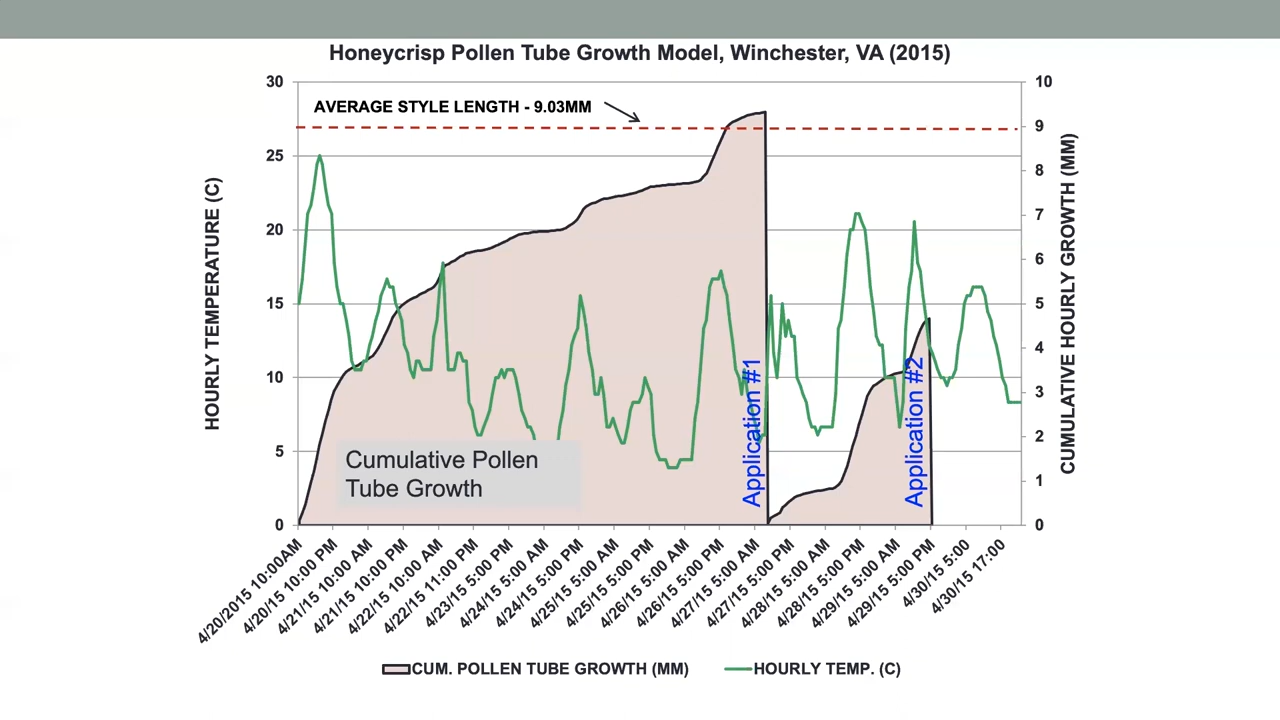 Honeycrisp Pollen Tube Growth Model, Winchester, VA (2015)
AVERAGE STYLE LENGTH - 9.03MM
HOURLY TEMPERATURE (C)
30
25
20
15
10
5
0
10
9
8
7
6
5
4
3
2
1
0
CUMULATIVE HOURLY GROWTH (MM)
Cumulative Pollen
Tube Growth
Application #1
Application #2
4/20/2015 10:00AM
4/20/15 10:00 PM
4/21/15 10:00 AM
4/21/15 10:00 PM
4/22/15 10:00 AM
4/22/15 11:00 PM
4/23/15 5:00 PM
4/24/15 5:00 AM
4/24/15 5:00 PM
4/25/15 5:00 AM
4/25/15 5:00 PM
4/26/15 5:00 AM
4/26/15 5:00 PM
4/27/15 5:00 AM
4/27/15 5:00 PM
4/28/15 5:00 AM
4/28/15 5:00 PM
4/29/15 5:00 AM
4/29/15 5:00 PM
4/30/15 5:00
4/30/15 17:00
CUM. POLLEN TUBE GROWTH (MM)
HOURLY TEMP. (C)